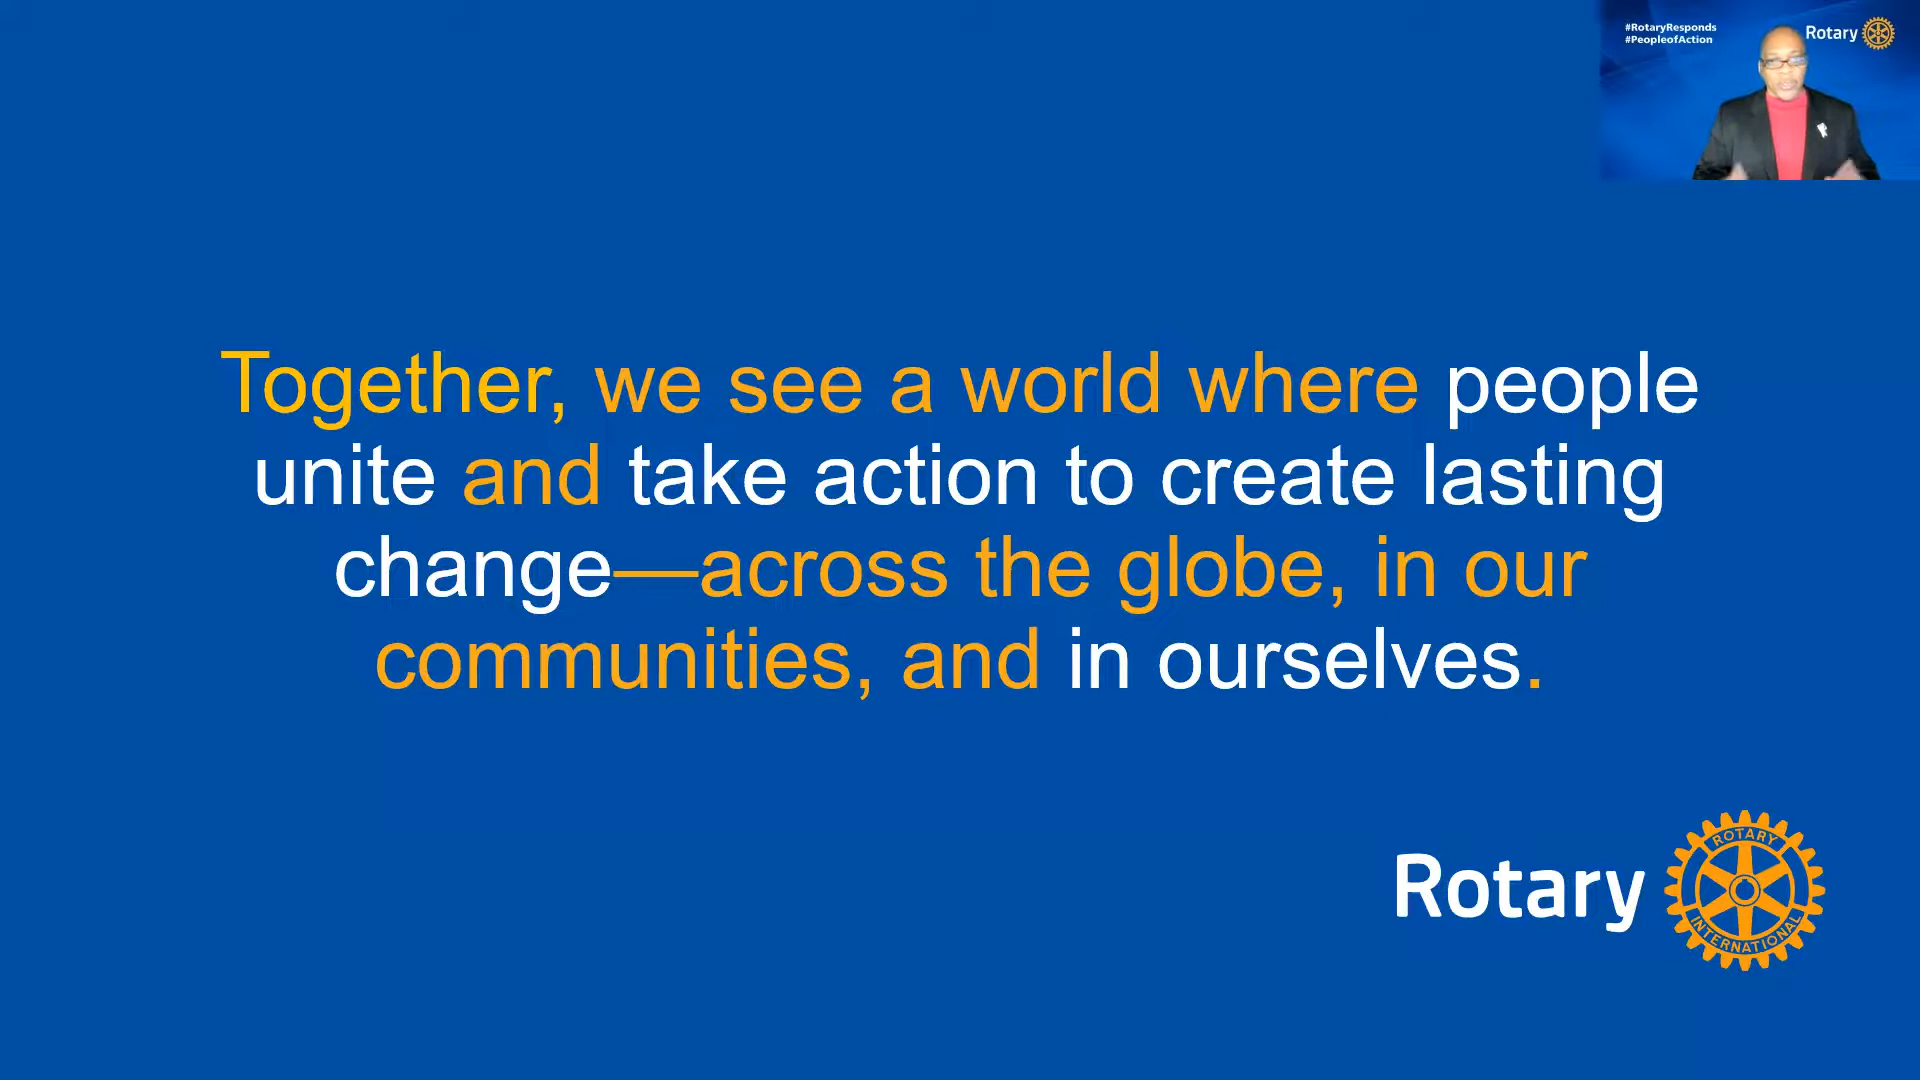 #RotaryResponds
#PeopleofAction
Rotary
Together, we see a world where people
unite and take action to create lasting
change—across the globe, in our
communities, and in ourselves.
Rotary
ROTARY
INTERNATIONAL